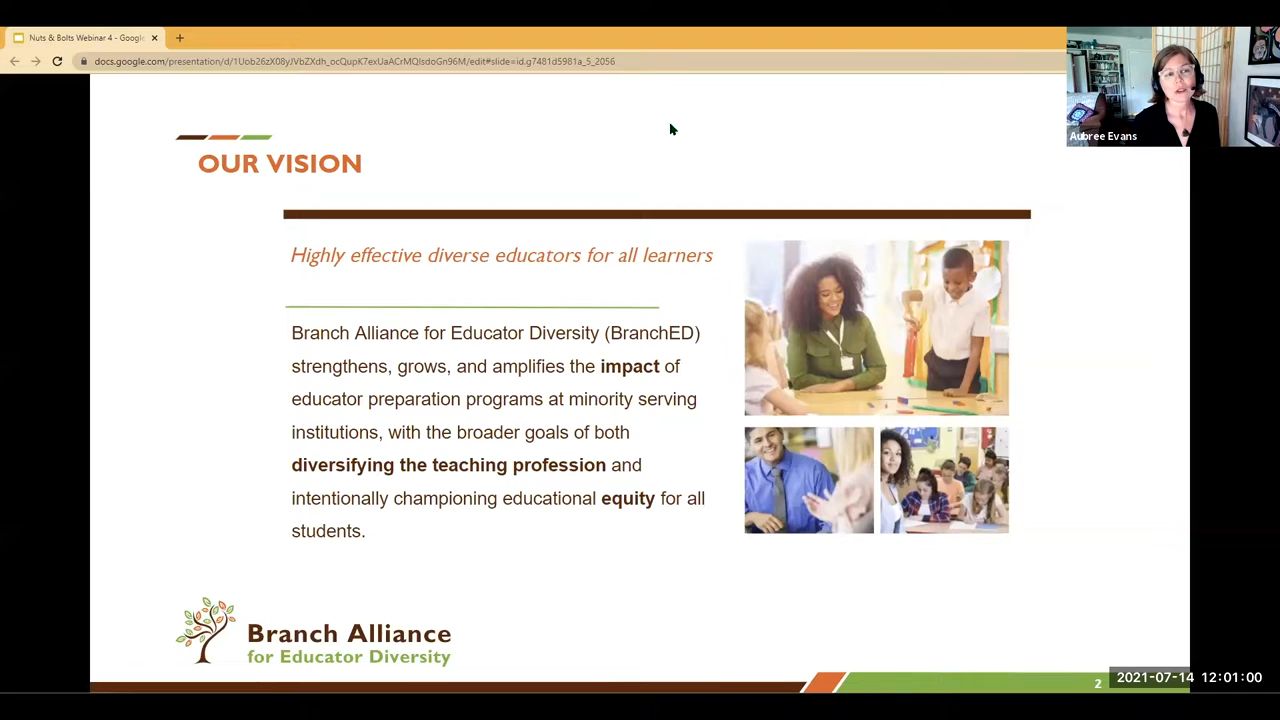 Nuts & Bolts Webinar 4 - Google
docs.google.com/presentation/d/1Uob26zX08yJVbZXdh_ocQupK7exUaACrMQlsdoGn96M/edit#slide=id.g7481d5981a_5_2056
Aubree Evans
OUR VISION
Highly effective diverse educators for all learners
Branch Alliance for Educator Diversity (BranchED)
strengthens, grows, and amplifies the impact of
educator preparation programs at minority serving
institutions, with the broader goals of both
diversifying the teaching profession and
intentionally championing educational equity for all
students.
Branch Alliance
for Educator Diversity
2
2021-07-14 12:01:00